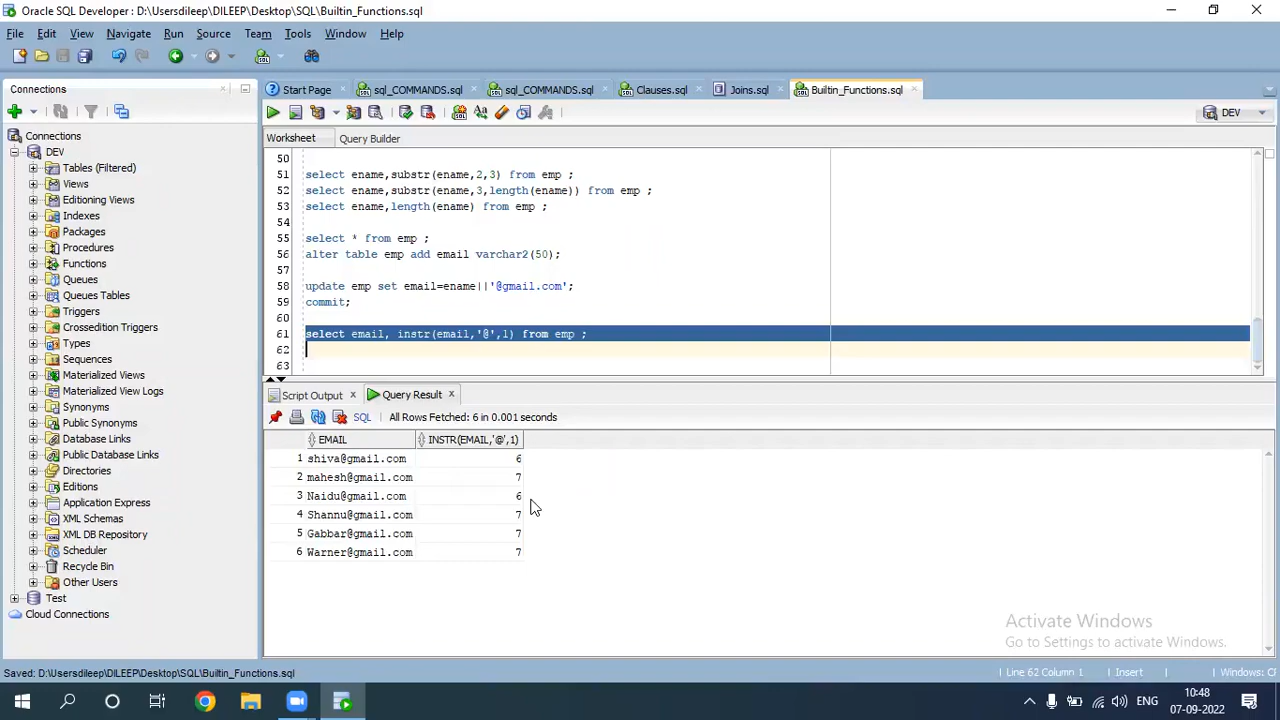 Oracle SQL Developer : D:\Usersdileep\DILEEP\Desktop\SQL\Builtin_Functions.sql
File Edit View Navigate Run Source Team Tools Window Help
Connections
Start Page sql_COMMANDS.sql sql_COMMANDS.sql Clauses.sql Joins.sql Builtin_Functions.sql
DEV
Worksheet Query Builder
Connections
DEV
Tables (Filtered)
Views
Editioning Views
Indexes
Packages
Procedures
Functions
Queues
Queues Tables
Triggers
Crossedition Triggers
Types
Sequences
Materialized Views
Materialized View Logs
Synonyms
Public Synonyms
Database Links
Public Database Links
Directories
Editions
Application Express
XML Schemas
XML DB Repository
Scheduler
Recycle Bin
Other Users
Test
Cloud Connections
50
51 select ename,substr(ename,2,3) from emp ;
52 select ename,substr(ename,3,length(ename)) from emp ;
53 select ename,length(ename) from emp ;
54
55 select * from emp ;
56 alter table emp add email varchar2(50);
57
58 update emp set email=ename||'@gmail.com';
59 commit;
60
61 select email, instr(email,'@',1) from emp ;
62
63
Script Output Query Result
SQL All Rows Fetched: 6 in 0.001 seconds
EMAIL INSTR(EMAIL,'@',1)
1 shiva@gmail.com 6
2 mahesh@gmail.com 7
3 Naidu@gmail.com 6
4 Shannu@gmail.com 7
5 Gabbar@gmail.com 7
6 Warner@gmail.com 7
Activate Windows
Go to Settings to activate Windows.
Saved: D:\Usersdileep\DILEEP\Desktop\SQL\Builtin_Functions.sql
Line 62 Column 1 Insert Windows: C
ENG 10:48
07-09-2022